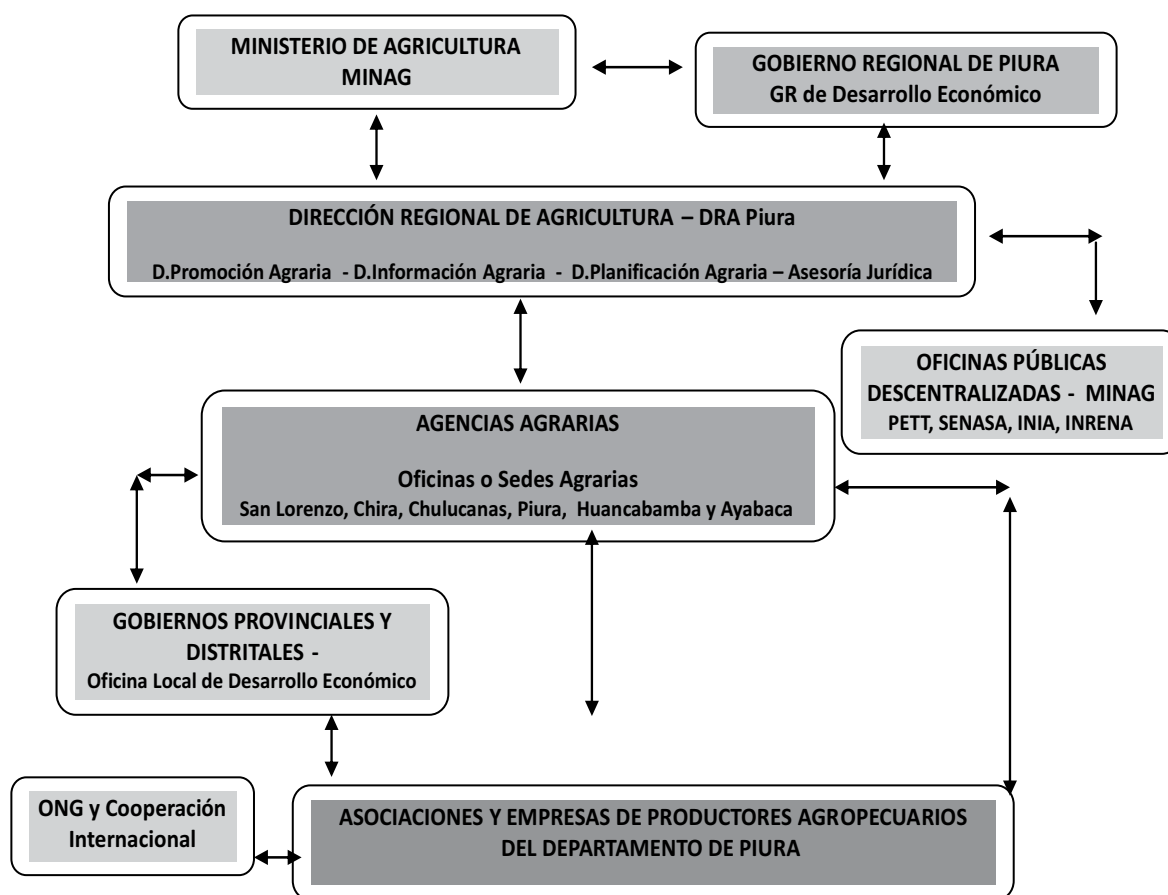 MINISTERIO DE AGRICULTURA
MINAG
GOBIERNO REGIONAL DE PIURA
GR de Desarrollo Económico
DIRECCIÓN REGIONAL DE AGRICULTURA – DRA Piura
D.Promoción Agraria - D.Información Agraria - D.Planificación Agraria – Asesoría Jurídica
OFICINAS PÚBLICAS
DESCENTRALIZADAS - MINAG
PETT, SENASA, INIA, INRENA
AGENCIAS AGRARIAS
Oficinas o Sedes Agrarias
San Lorenzo, Chira, Chulucanas, Piura, Huancabamba y Ayabaca
GOBIERNOS PROVINCIALES Y
DISTRITALES -
Oficina Local de Desarrollo Económico
ONG y Cooperación
Internacional
ASOCIACIONES Y EMPRESAS DE PRODUCTORES AGROPECUARIOS
DEL DEPARTAMENTO DE PIURA